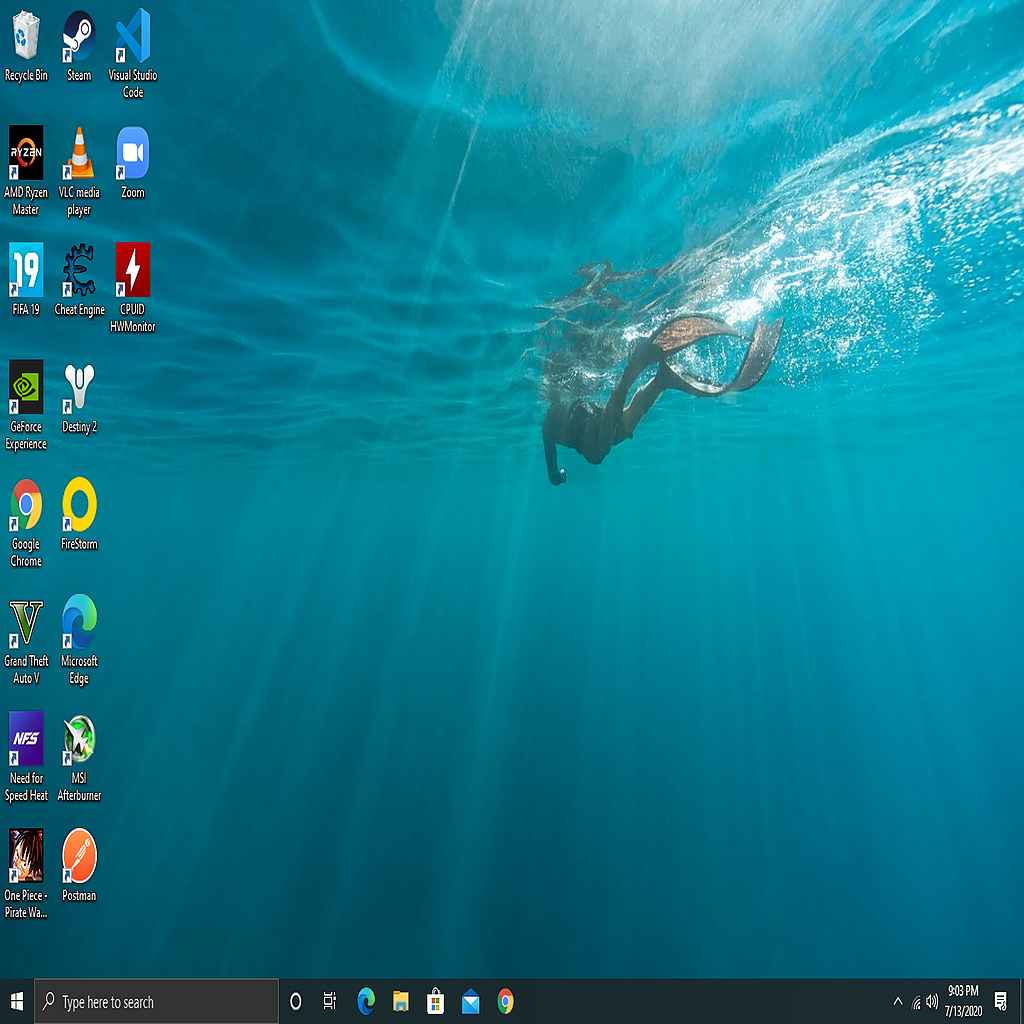 Recycle Bin
Steam
Visual Studio
Code
RYZEN
AMD Ryzen
Master
VLC media
player
Zoom
19
FIFA 19
Cheat Engine
CPUID
HWMonitor
GeForce
Experience
Destiny 2
Google
Chrome
FireStorm
V
Grand Theft
Auto V
Microsoft
Edge
NFS
Need for
Speed Heat
MSI
Afterburner
One Piece -
Pirate Wa...
Postman
Type here to search
9:03 PM
7/13/2020